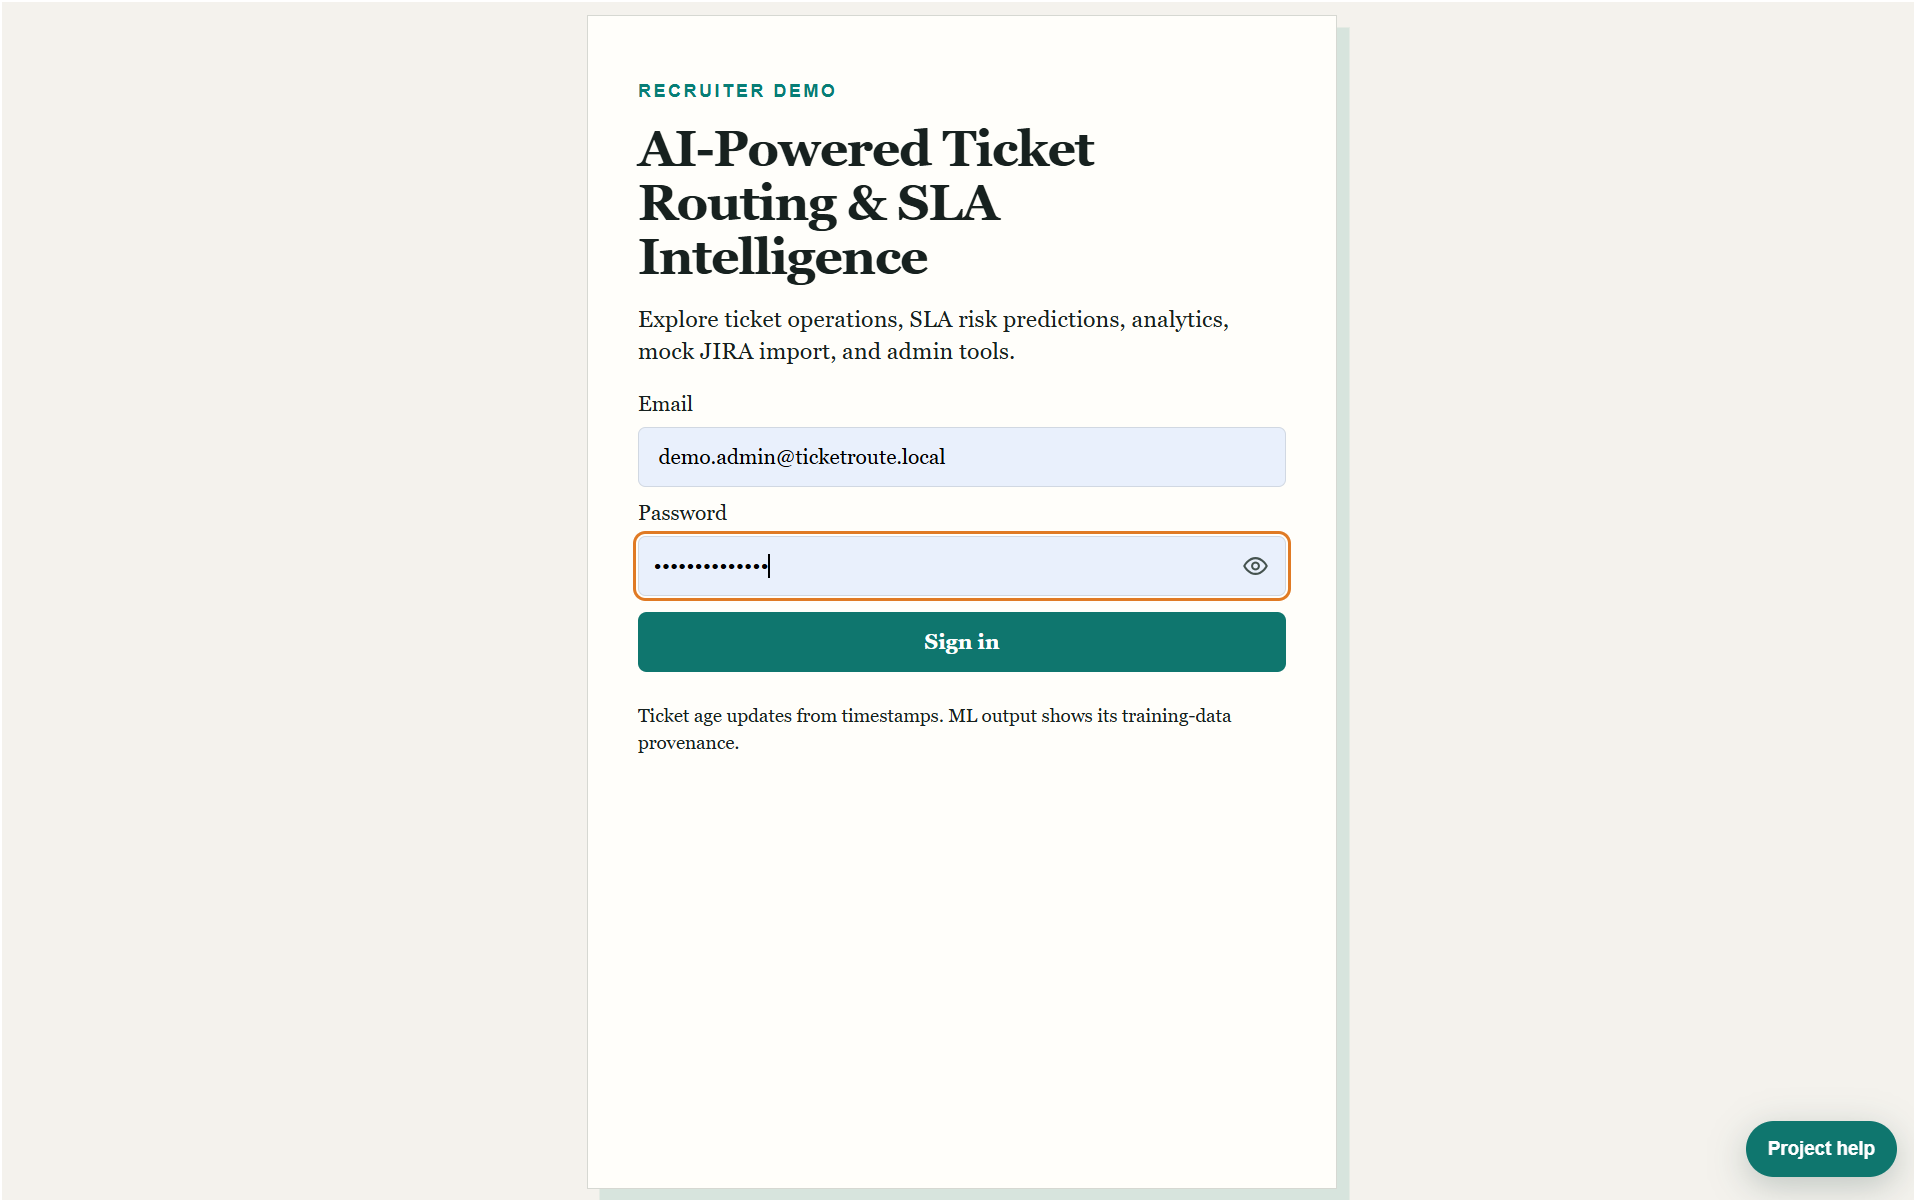 RECRUITER DEMO
AI-Powered Ticket
Routing & SLA
Intelligence
Explore ticket operations, SLA risk predictions, analytics,
mock JIRA import, and admin tools.
Email
demo.admin@ticketroute.local
Password
••••••••••••••
Sign in
Ticket age updates from timestamps. ML output shows its training-data
provenance.
Project help